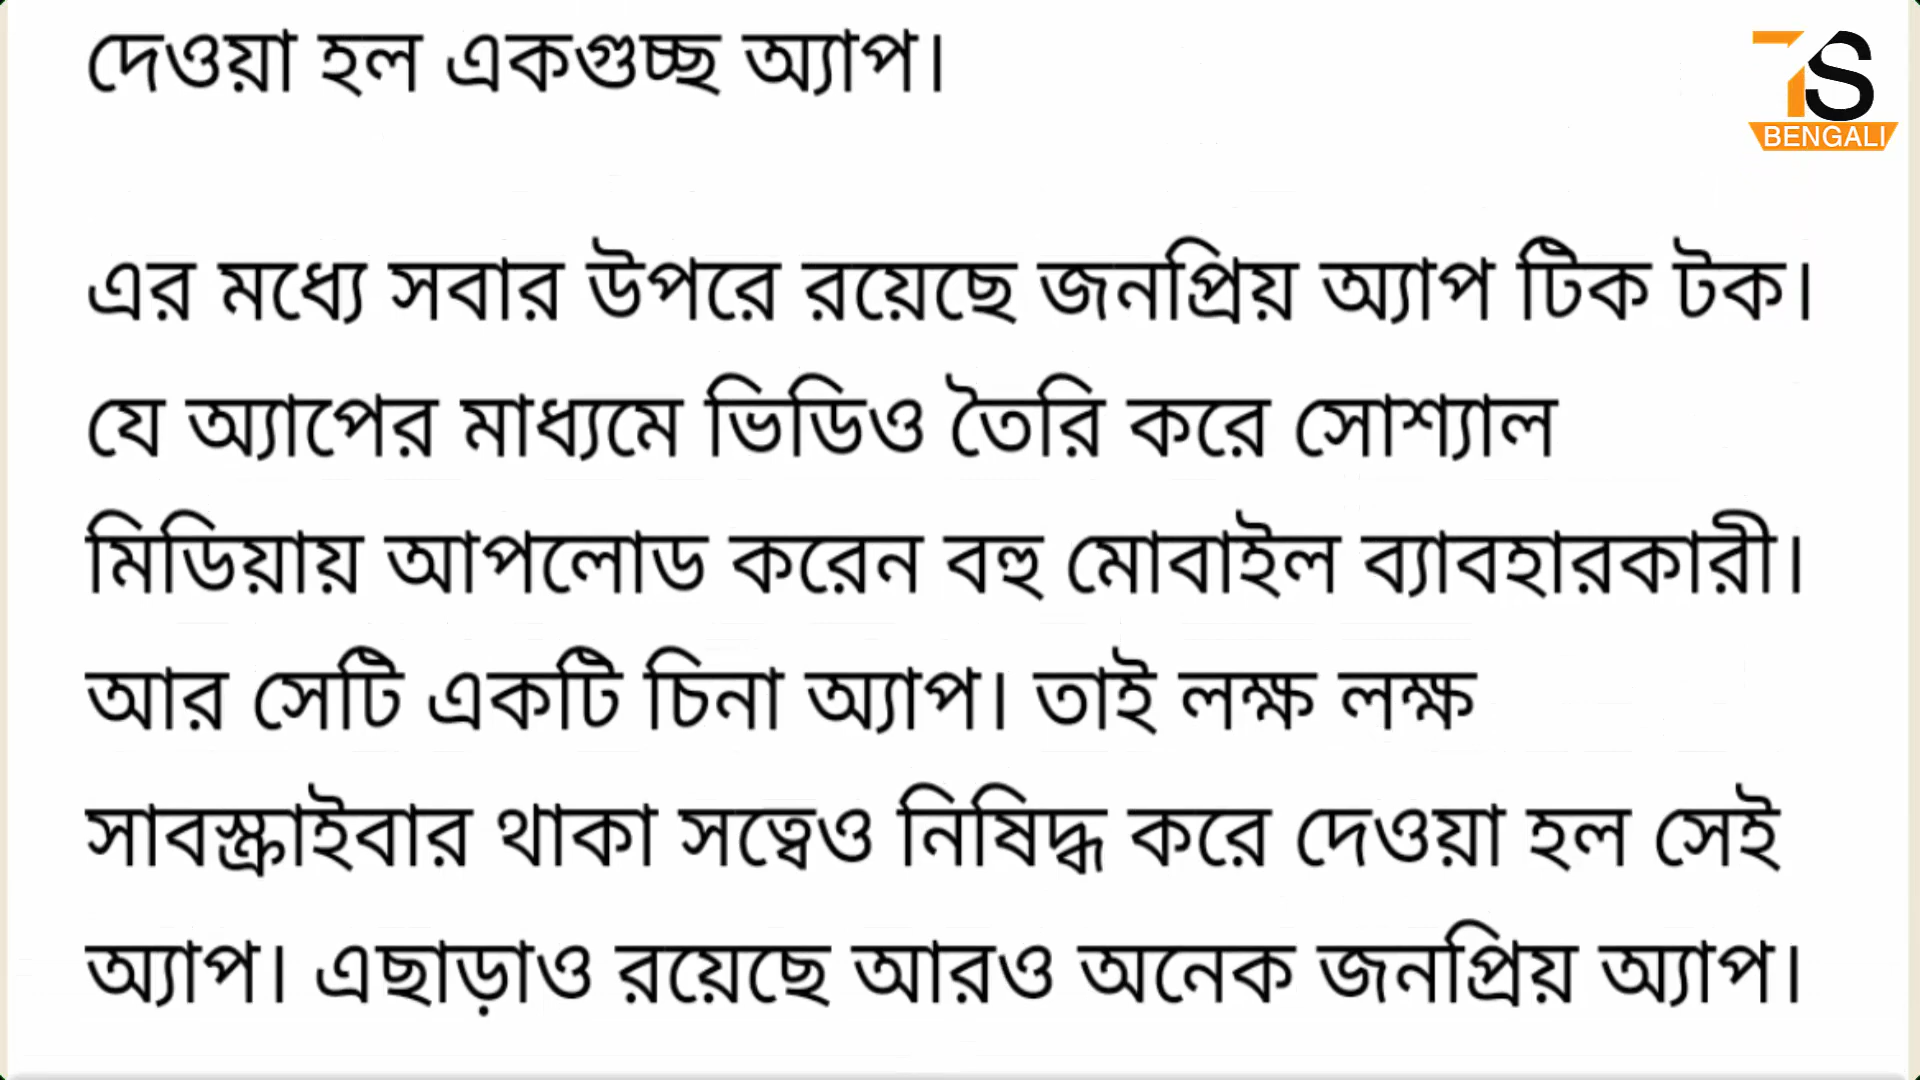 দেওয়া হল একগুচ্ছ অ্যাপ।
7S
BENGALI
এর মধ্যে সবার উপরে রয়েছে জনপ্রিয় অ্যাপ টিক টক।
যে অ্যাপের মাধ্যমে ভিডিও তৈরি করে সোশ্যাল
মিডিয়ায় আপলোড করেন বহু মোবাইল ব্যাবহারকারী।
আর সেটি একটি চিনা অ্যাপ। তাই লক্ষ লক্ষ
সাবস্ক্রাইবার থাকা সত্বেও নিষিদ্ধ করে দেওয়া হল সেই
অ্যাপ। এছাড়াও রয়েছে আরও অনেক জনপ্রিয় অ্যাপ।